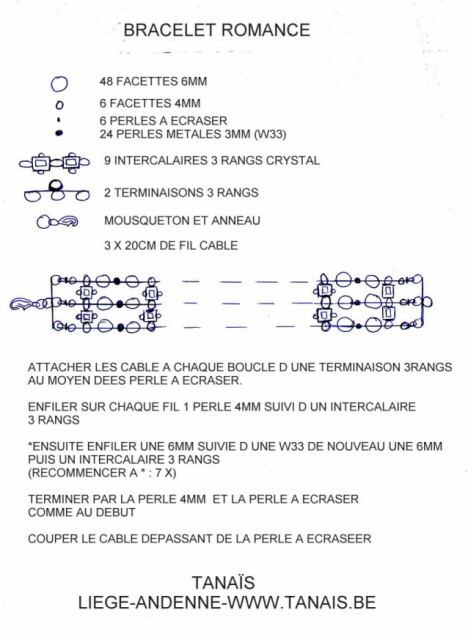 BRACELET ROMANCE
48 FACETTES 6MM
6 FACETTES 4MM
6 PERLES A ECRASER
24 PERLES METALES 3MM (W33)
9 INTERCALAIRES 3 RANGS CRYSTAL
2 TERMINAISONS 3 RANGS
MOUSQUETON ET ANNEAU
3 X 20CM DE FIL CABLE
ATTACHER LES CABLE A CHAQUE BOUCLE D UNE TERMINAISON 3RANGS
AU MOYEN DEES PERLE A ECRASER.
ENFILER SUR CHAQUE FIL 1 PERLE 4MM SUIVI D UN INTERCALAIRE
3 RANGS
*ENSUITE ENFILER UNE 6MM SUIVIE D UNE W33 DE NOUVEAU UNE 6MM
PUIS UN INTERCALAIRE 3 RANGS
(RECOMMENCER A * : 7 X)
TERMINER PAR LA PERLE 4MM ET LA PERLE A ECRASER
COMME AU DEBUT
COUPER LE CABLE DEPASSANT DE LA PERLE A ECRASEER
TANAÏS
LIEGE-ANDENNE-WWW.TANAIS.BE